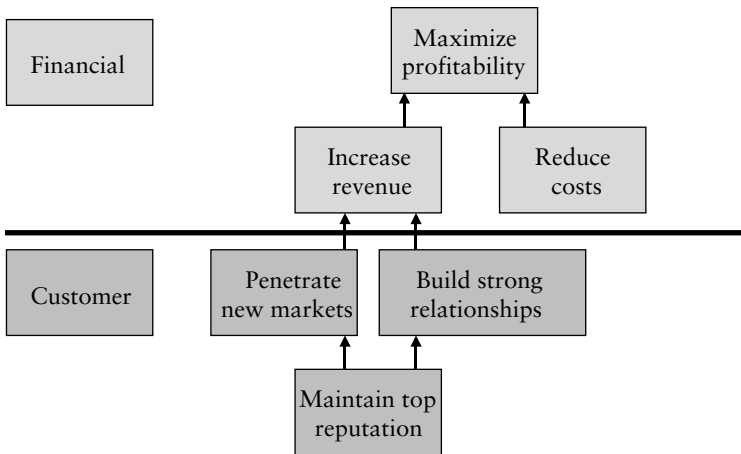 Financial
Maximize
profitability
Increase
revenue
Reduce
costs
Customer
Penetrate
new markets
Build strong
relationships
Maintain top
reputation